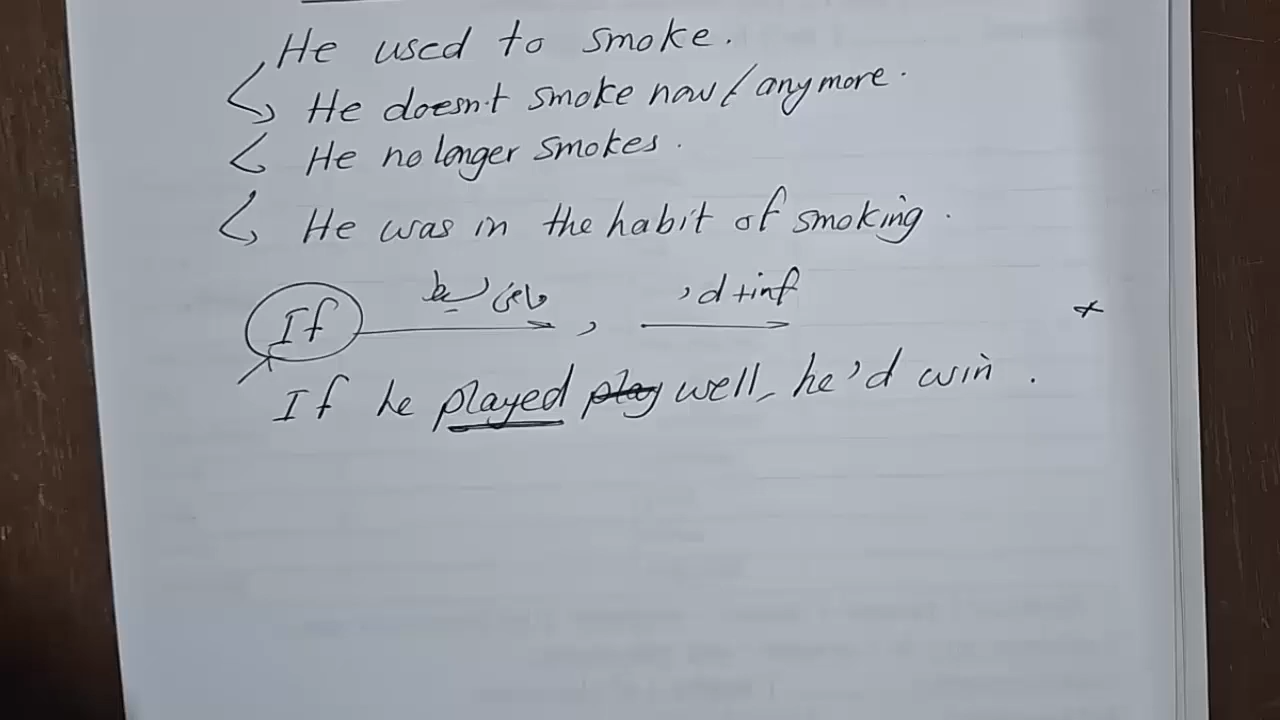 He used to smoke.
He doesn't smoke now / anymore.
He no longer smokes.
He was in the habit of smoking.
If ماضى بسيط , 'd + inf
If he played play well, he'd win.